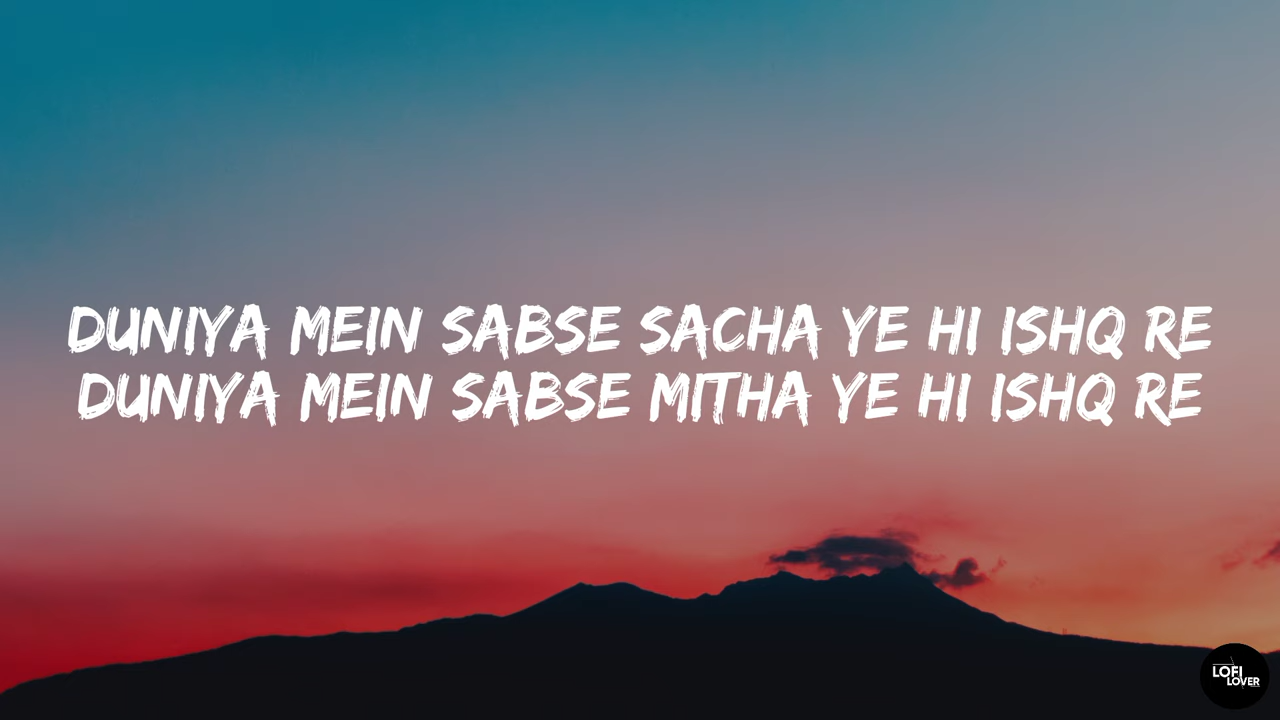 DUNIYA MEIN SABSE SACHA YE HI ISHQ RE
DUNIYA MEIN SABSE MITHA YE HI ISHQ RE
LOFI
LOVER